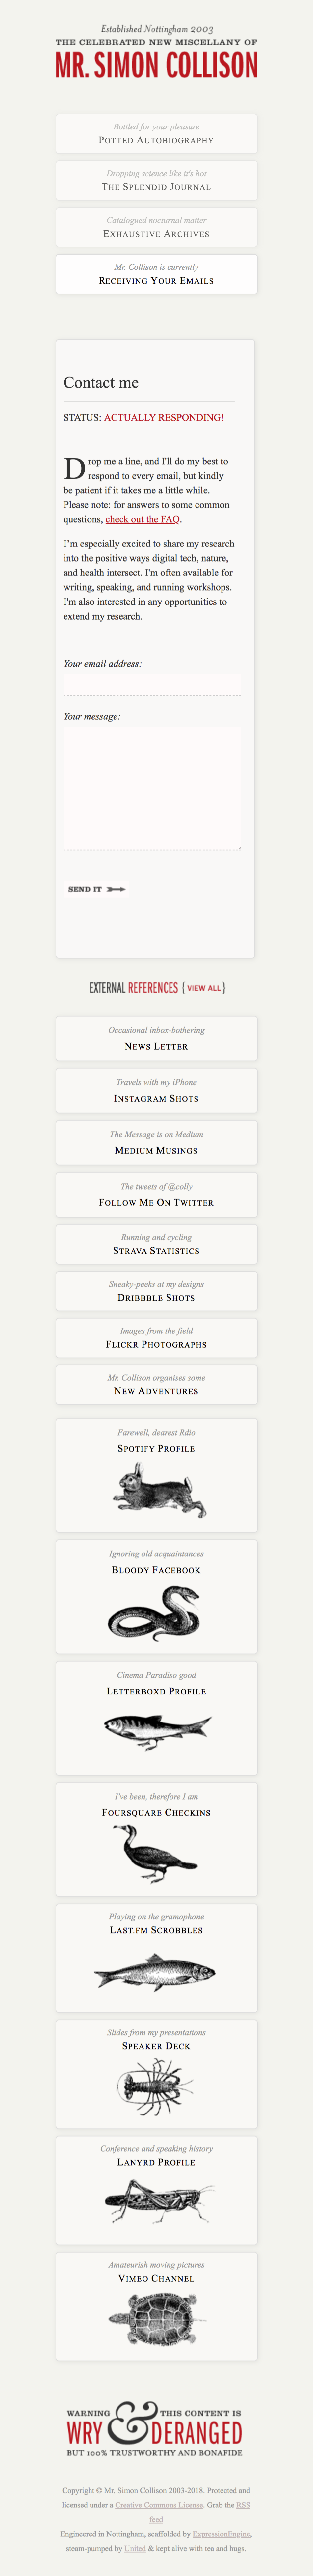 Established Nottingham 2003
THE CELEBRATED NEW MISCELLANY OF
MR. SIMON COLLISON
Bottled for your pleasure
POTTED AUTOBIOGRAPHY
Dropping science like it's hot
THE SPLENDID JOURNAL
Catalogued nocturnal matter
EXHAUSTIVE ARCHIVES
Mr. Collison is currently
RECEIVING YOUR EMAILS
Contact me
STATUS: ACTUALLY RESPONDING!
Drop me a line, and I'll do my best to
respond to every email, but kindly
be patient if it takes me a little while.
Please note: for answers to some common
questions, check out the FAQ.
I'm especially excited to share my research
into the positive ways digital tech, nature,
and health intersect. I'm often available for
writing, speaking, and running workshops.
I'm also interested in any opportunities to
extend my research.
Your email address:
Your message:
SEND IT
EXTERNAL REFERENCES { VIEW ALL }
Occasional inbox-bothering
NEWS LETTER
Travels with my iPhone
INSTAGRAM SHOTS
The Message is on Medium
MEDIUM MUSINGS
The tweets of @colly
FOLLOW ME ON TWITTER
Running and cycling
STRAVA STATISTICS
Sneaky-peeks at my designs
DRIBBBLE SHOTS
Images from the field
FLICKR PHOTOGRAPHS
Mr. Collison organises some
NEW ADVENTURES
Farewell, dearest Rdio
SPOTIFY PROFILE
Ignoring old acquaintances
BLOODY FACEBOOK
Cinema Paradiso good
LETTERBOXD PROFILE
I've been, therefore I am
FOURSQUARE CHECKINS
Playing on the gramophone
LAST.FM SCROBBLES
Slides from my presentations
SPEAKER DECK
Conference and speaking history
LANYRD PROFILE
Amateurish moving pictures
VIMEO CHANNEL
WARNING & THIS CONTENT IS
WRY & DERANGED
BUT 100% TRUSTWORTHY AND BONAFIDE
Copyright © Mr. Simon Collison 2003-2018. Protected and
licensed under a Creative Commons License. Grab the RSS
feed
Engineered in Nottingham, scaffolded by ExpressionEngine,
steam-pumped by United & kept alive with tea and hugs.